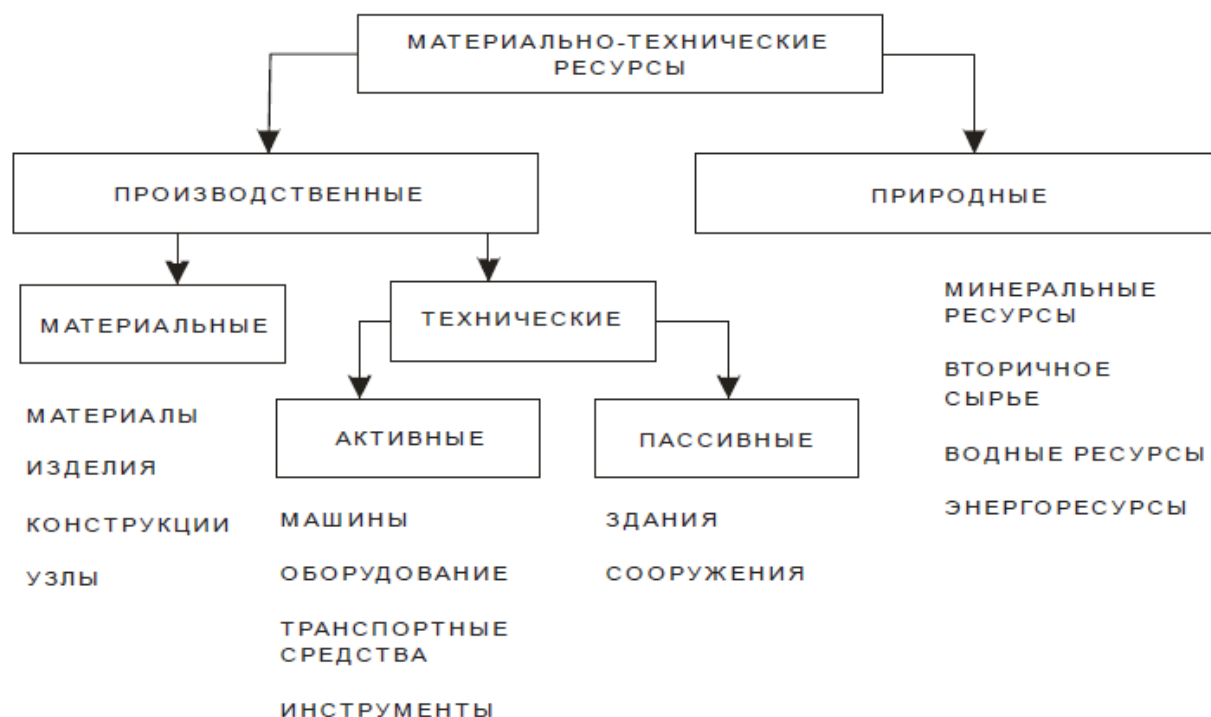 МАТЕРИАЛЬНО-ТЕХНИЧЕСКИЕ
РЕСУРСЫ
ПРОИЗВОДСТВЕННЫЕ
ПРИРОДНЫЕ
МАТЕРИАЛЬНЫЕ
ТЕХНИЧЕСКИЕ
МИНЕРАЛЬНЫЕ
РЕСУРСЫ
ВТОРИЧНОЕ
СЫРЬЕ
ВОДНЫЕ РЕСУРСЫ
ЭНЕРГОРЕСУРСЫ
МАТЕРИАЛЫ
ИЗДЕЛИЯ
КОНСТРУКЦИИ
УЗЛЫ
АКТИВНЫЕ
ПАССИВНЫЕ
МАШИНЫ
ОБОРУДОВАНИЕ
ТРАНСПОРТНЫЕ
СРЕДСТВА
ИНСТРУМЕНТЫ
ЗДАНИЯ
СООРУЖЕНИЯ